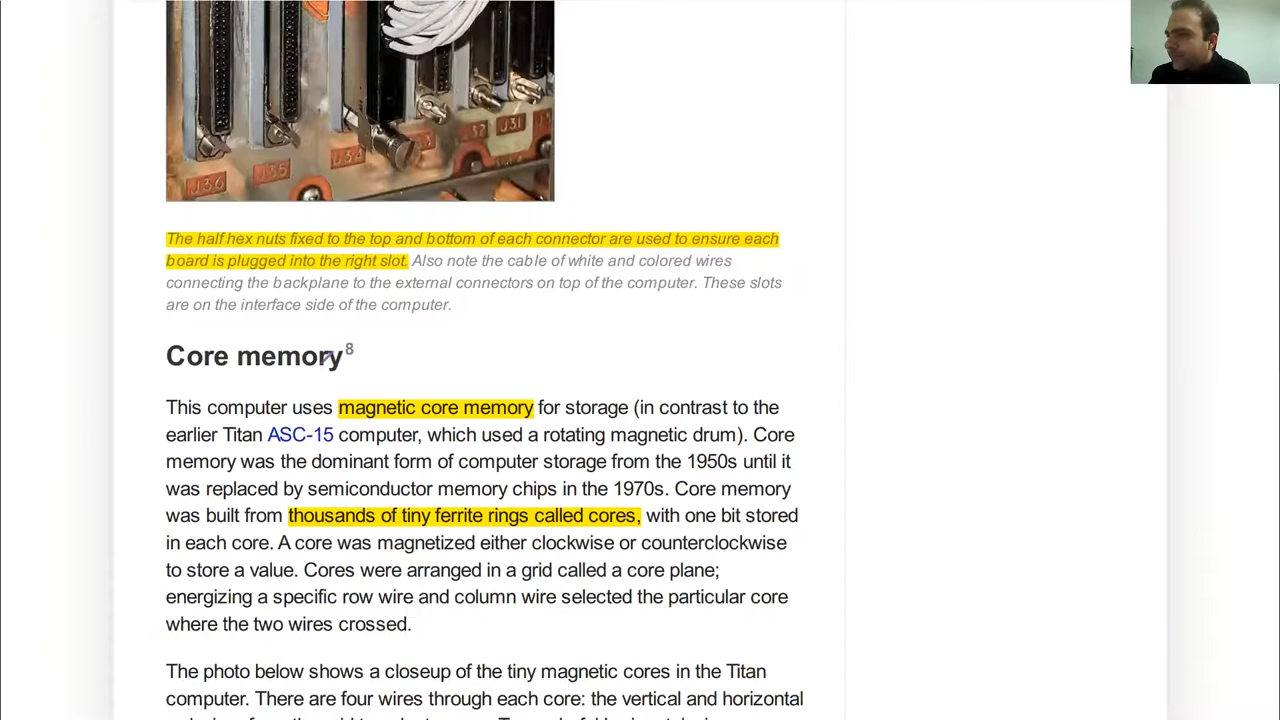 J36
J35
J34
J32
J31
The half hex nuts fixed to the top and bottom of each connector are used to ensure each
board is plugged into the right slot. Also note the cable of white and colored wires
connecting the backplane to the external connectors on top of the computer. These slots
are on the interface side of the computer.
Core memory8
This computer uses magnetic core memory for storage (in contrast to the
earlier Titan ASC-15 computer, which used a rotating magnetic drum). Core
memory was the dominant form of computer storage from the 1950s until it
was replaced by semiconductor memory chips in the 1970s. Core memory
was built from thousands of tiny ferrite rings called cores, with one bit stored
in each core. A core was magnetized either clockwise or counterclockwise
to store a value. Cores were arranged in a grid called a core plane;
energizing a specific row wire and column wire selected the particular core
where the two wires crossed.
The photo below shows a closeup of the tiny magnetic cores in the Titan
computer. There are four wires through each core: the vertical and horizontal